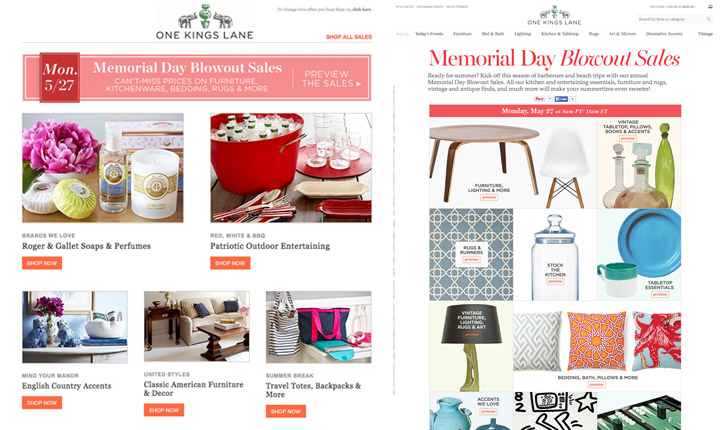 To change how often you hear from us, click here.
ONE KINGS LANE
SHOP ALL SALES
Mon.
5/27
Memorial Day Blowout Sales
CAN'T-MISS PRICES ON FURNITURE,
KITCHENWARE, BEDDING, RUGS & MORE
PREVIEW
THE SALES
BRANDS WE LOVE
Roger & Gallet Soaps & Perfumes
SHOP NOW
RED, WHITE & BBQ
Patriotic Outdoor Entertaining
SHOP NOW
MIND YOUR MANOR
English Country Accents
SHOP NOW
UNITED STYLES
Classic American Furniture
& Decor
SHOP NOW
SUMMER BREAK
Travel Totes, Backpacks &
More
SHOP NOW
STYLE BLOG UPCOMING EVENTS INVITE FRIENDS
ONE KINGS LANE
Search by item or category
Shop Today's Events Furniture Bed & Bath Lighting Kitchen & Tabletop Rugs Art & Mirrors Decorative Accents Vintage
Memorial Day Blowout Sales
Ready for summer? Kick off this season of barbecues and beach trips with our annual
Memorial Day Blowout Sales. All our kitchen and entertaining essentials, furniture and rugs,
vintage and antique finds, and much more will make your summertime even sweeter!
Monday, May 27 at 8am PT/ 11am ET
FURNITURE,
LIGHTING & MORE
preview
VINTAGE
TABLETOP, PILLOWS,
BOOKS & ACCENTS
preview
RUGS &
RUNNERS
preview
STOCK
THE KITCHEN
preview
TABLETOP
ESSENTIALS
preview
VINTAGE
FURNITURE,
LIGHTING,
RUGS & ART
preview
BEDDING, BATH, PILLOWS & MORE
preview
ACCENTS
WE LOVE
preview